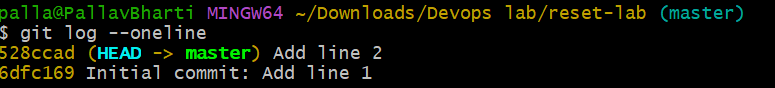 palla@PallavBharti MINGW64 ~/Downloads/Devops lab/reset-lab (master)
$ git log --oneline
528ccad (HEAD -> master) Add line 2
6dfc169 Initial commit: Add line 1